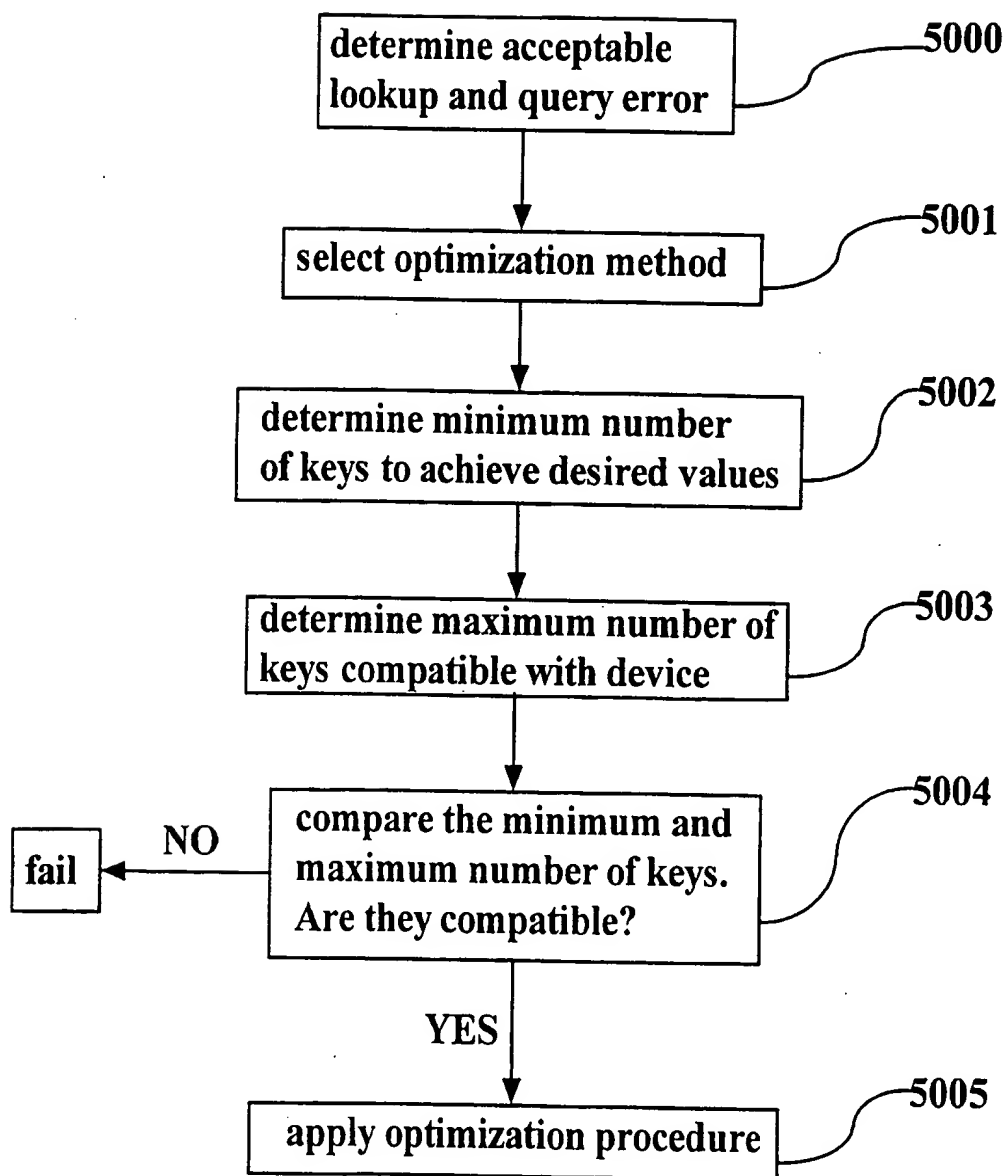 determine acceptable
lookup and query error
5000
select optimization method
5001
determine minimum number
of keys to achieve desired values
5002
determine maximum number of
keys compatible with device
5003
compare the minimum and
maximum number of keys.
Are they compatible?
5004
NO
fail
YES
apply optimization procedure
5005